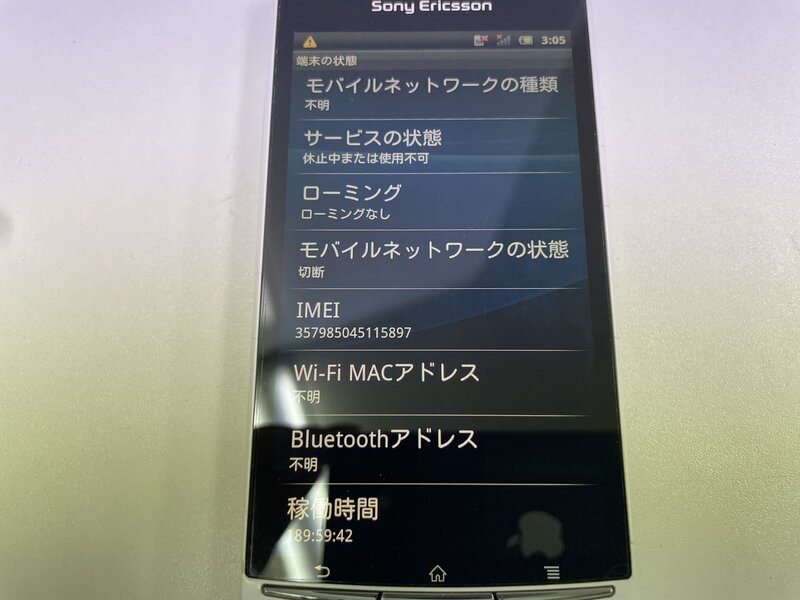 Sony Ericsson
3:05
端末の状態
モバイルネットワークの種類
不明
サービスの状態
休止中または使用不可
ローミング
ローミングなし
モバイルネットワークの状態
切断
IMEI
357985045115897
Wi-Fi MACアドレス
不明
Bluetoothアドレス
不明
稼働時間
189:59:42